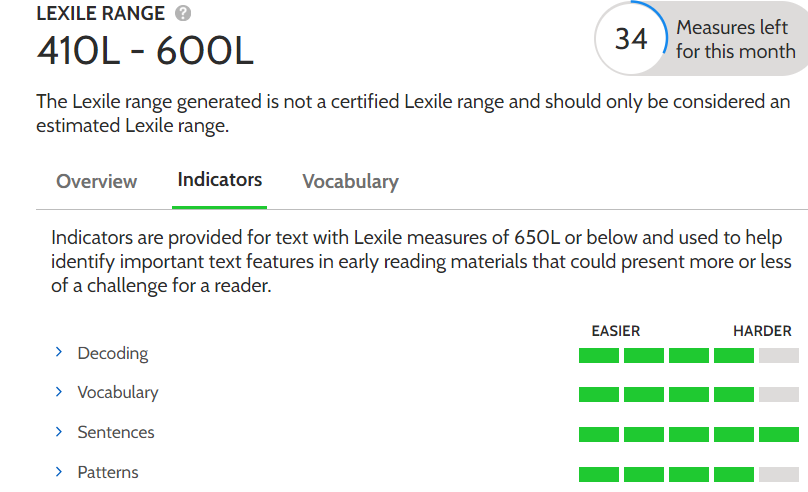 LEXILE RANGE ?
410L - 600L
34
Measures left
for this month
The Lexile range generated is not a certified Lexile range and should only be considered an
estimated Lexile range.
Overview Indicators Vocabulary
Indicators are provided for text with Lexile measures of 650L or below and used to help
identify important text features in early reading materials that could present more or less
of a challenge for a reader.
EASIER HARDER
Decoding
Vocabulary
Sentences
Patterns